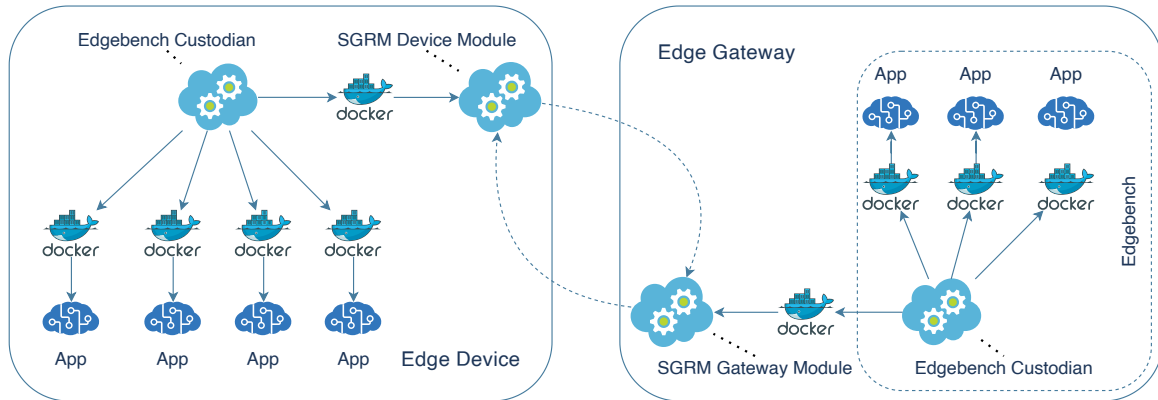 Edgebench Custodian
SGRM Device Module
docker
docker
docker
docker
docker
App
App
App
App
Edge Device
Edge Gateway
App
App
App
docker
docker
docker
Edgebench
docker
SGRM Gateway Module
Edgebench Custodian